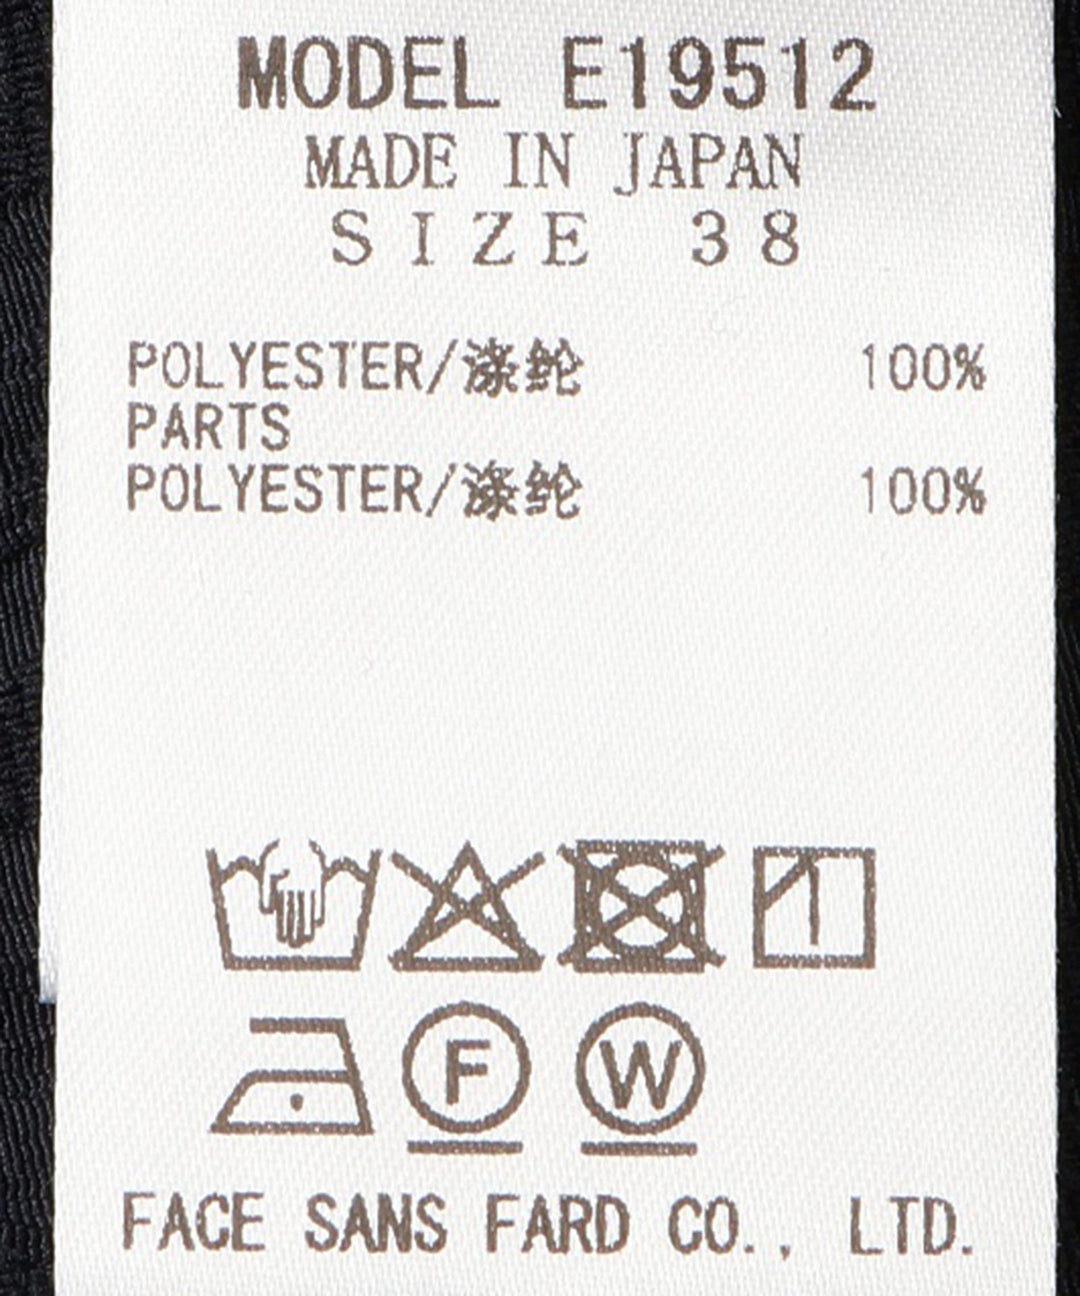 MODEL E19512
MADE IN JAPAN
SIZE 38
POLYESTER/涤纶 100%
PARTS
POLYESTER/涤纶 100%
F W
FACE SANS FARD CO., LTD.